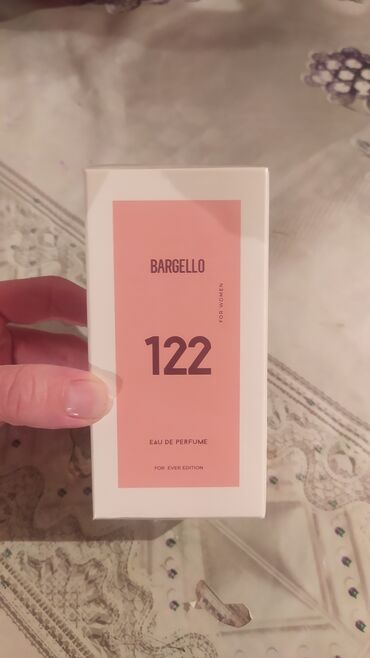 BARGELLO
FOR WOMEN
122
EAU DE PERFUME
FOR EVER EDITION